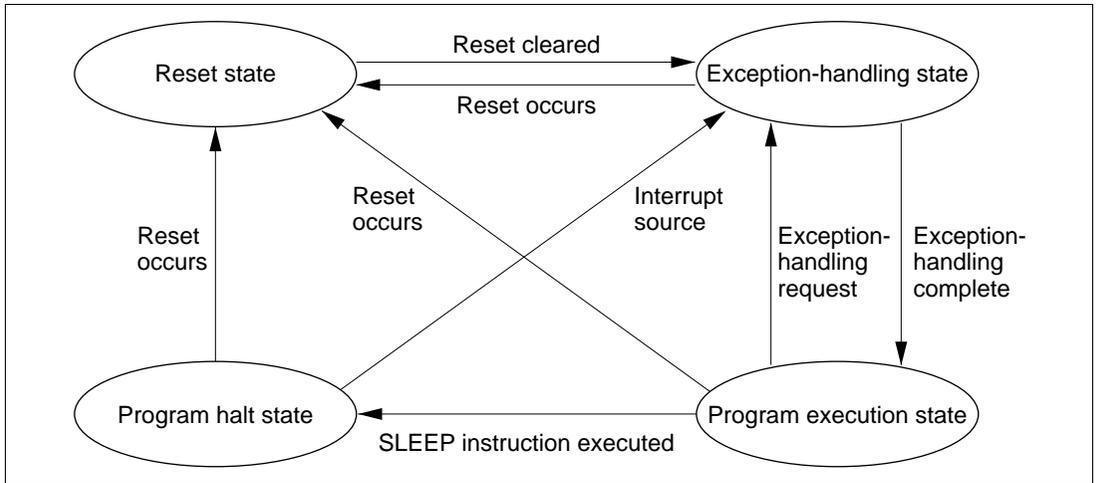 Reset cleared
Reset state
Exception-handling state
Reset occurs
Reset
occurs
Interrupt
source
Reset
occurs
Exception-
handling
request
Exception-
handling
complete
Program halt state
Program execution state
SLEEP instruction executed